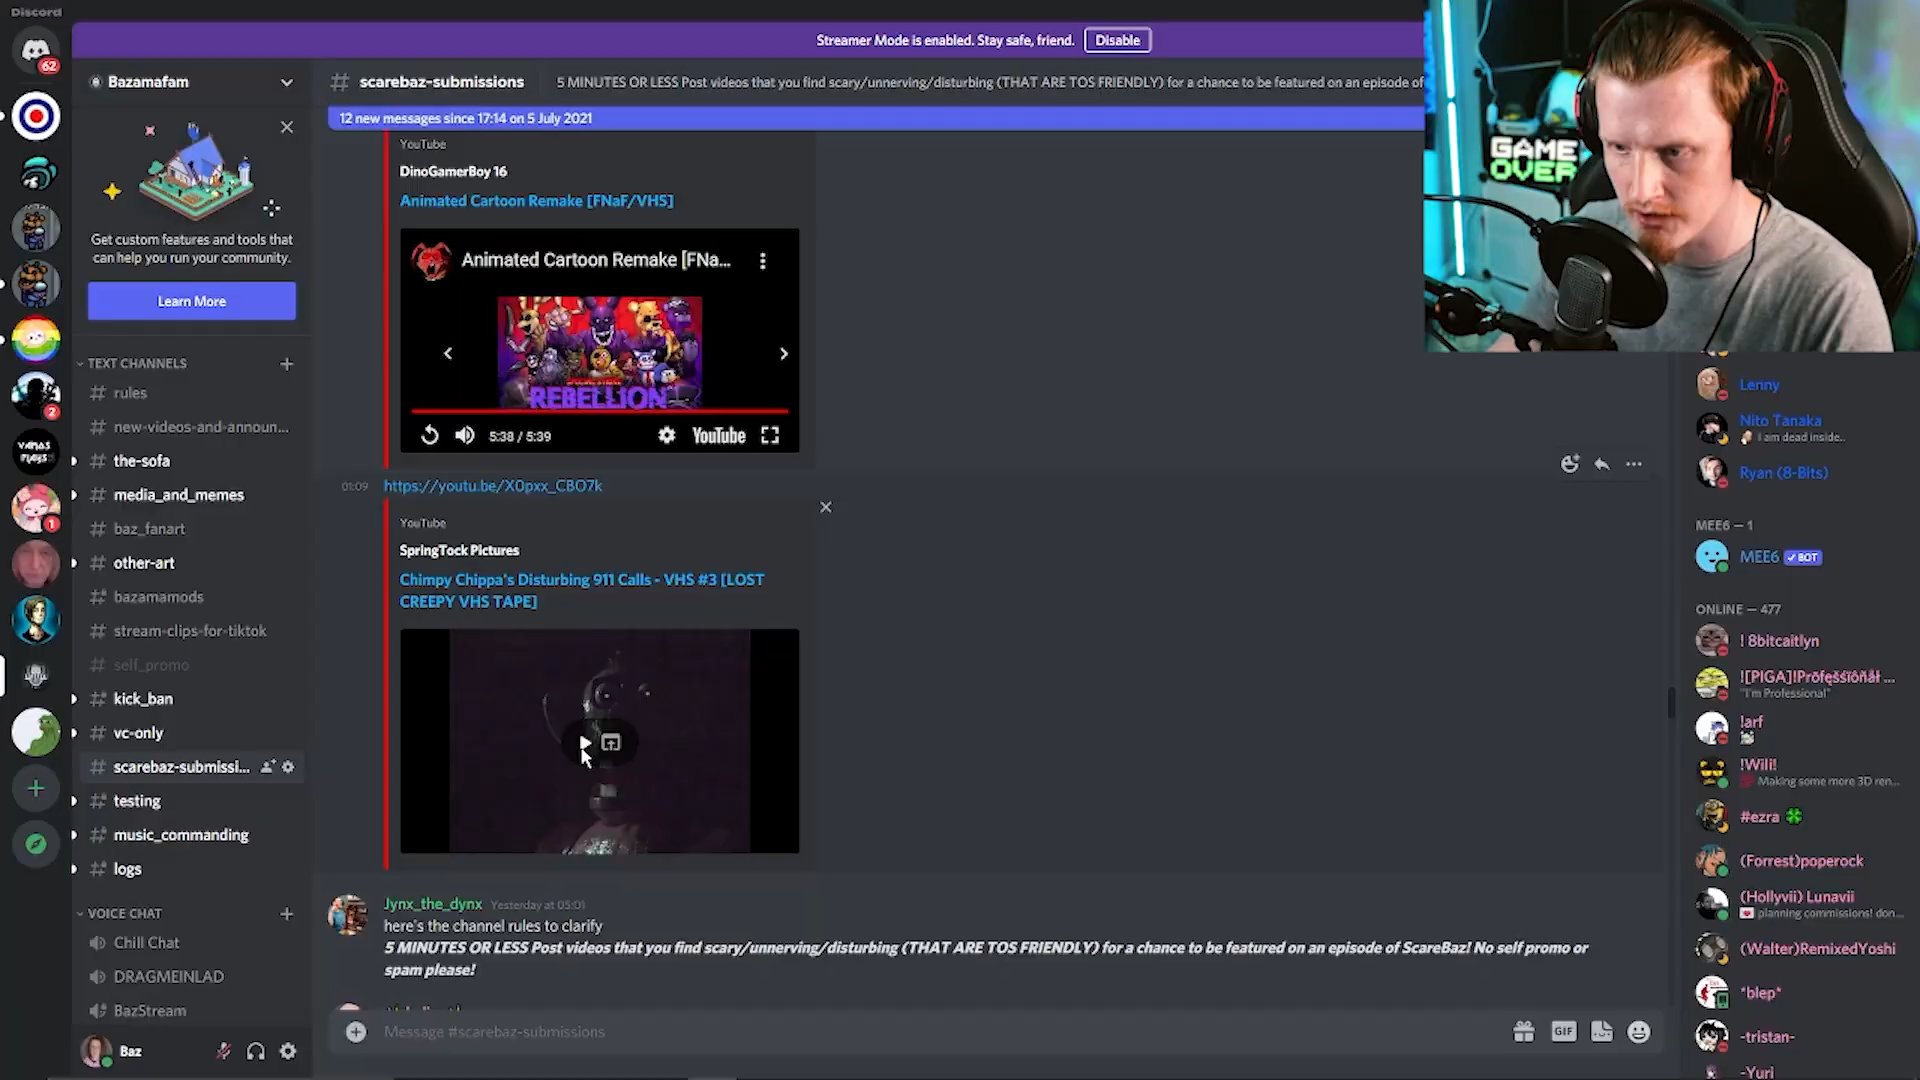 Discord
Streamer Mode is enabled. Stay safe, friend.
Disable
62
Bazamafam
# scarebaz-submissions
5 MINUTES OR LESS Post videos that you find scary/unnerving/disturbing (THAT ARE TOS FRIENDLY) for a chance to be featured on an episode of
12 new messages since 17:14 on 5 July 2021
Get custom features and tools that
can help you run your community.
Learn More
TEXT CHANNELS
# rules
# new-videos-and-announ...
# the-sofa
# media_and_memes
# baz_fanart
# other-art
# bazamamods
# stream-clips-for-tiktok
# self_promo
# kick_ban
# vc-only
# scarebaz-submissi...
# testing
# music_commanding
# logs
VOICE CHAT
Chill Chat
DRAGMEINLAD
BazStream
Baz
2
VAMOS
PLAYS
1
YouTube
DinoGamerBoy 16
Animated Cartoon Remake [FNaF/VHS]
Animated Cartoon Remake [FNa...
REBELLION
5:38 / 5:39
YouTube
01:09
https://youtu.be/X0pxx_CBO7k
YouTube
SpringTock Pictures
Chimpy Chippa's Disturbing 911 Calls - VHS #3 [LOST
CREEPY VHS TAPE]
Jynx_the_dynx Yesterday at 05:01
here's the channel rules to clarify
5 MINUTES OR LESS Post videos that you find scary/unnerving/disturbing (THAT ARE TOS FRIENDLY) for a chance to be featured on an episode of ScareBaz! No self promo or
spam please!
Message #scarebaz-submissions
GIF
GAME
OVER
Lenny
Nito Tanaka
I am dead inside..
Ryan (8-Bits)
MEE6 — 1
MEE6 ✓ BOT
ONLINE — 477
! 8bitcaitlyn
"I'm Professional"
!arf
!Wili!
Making some more 3D ren...
#ezra
(Forrest)poperock
(Hollyvii) Lunavii
planning commissions! don...
(Walter)RemixedYoshi
*blep*
-tristan-
-Yuri